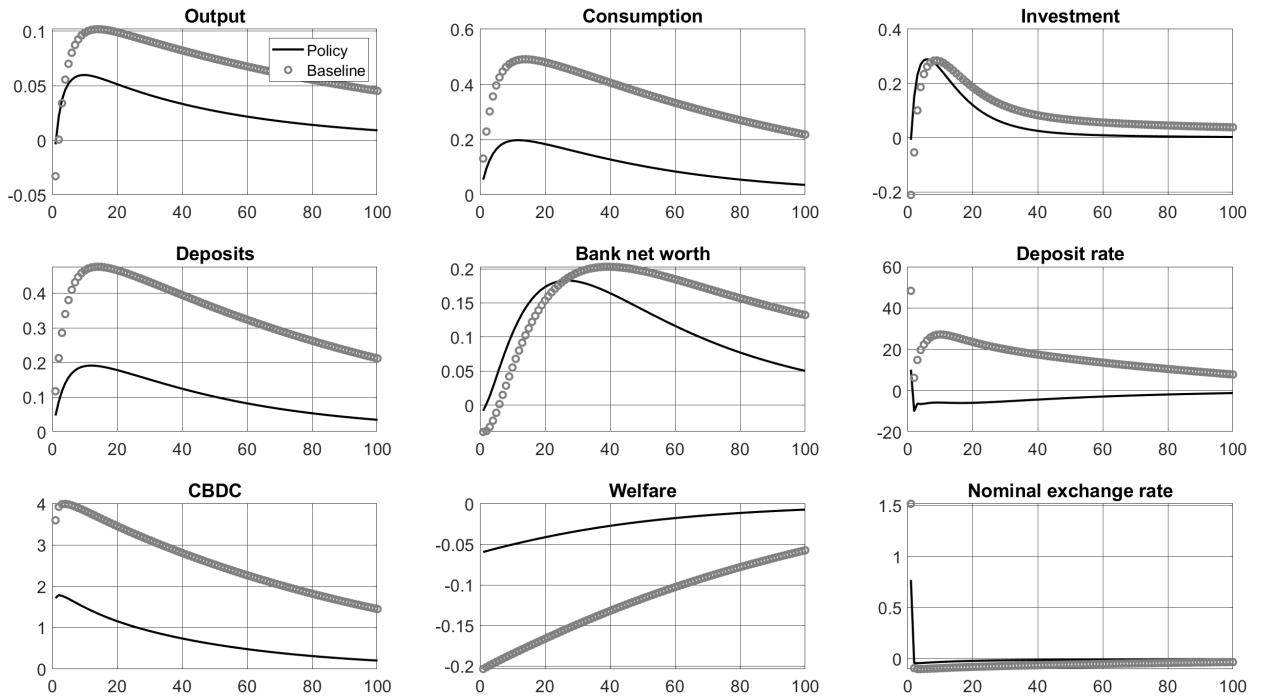 Output
0.1
0.05
0
-0.05
0 20 40 60 80 100
Policy
Baseline
Consumption
0.6
0.4
0.2
0
0 20 40 60 80 100
Investment
0.4
0.2
0
-0.2
0 20 40 60 80 100
Deposits
0.4
0.3
0.2
0.1
0
0 20 40 60 80 100
Bank net worth
0.2
0.15
0.1
0.05
0
0 20 40 60 80 100
Deposit rate
60
40
20
0
-20
0 20 40 60 80 100
CBDC
4
3
2
1
0
0 20 40 60 80 100
Welfare
0
-0.05
-0.1
-0.15
-0.2
0 20 40 60 80 100
Nominal exchange rate
1.5
1
0.5
0
0 20 40 60 80 100